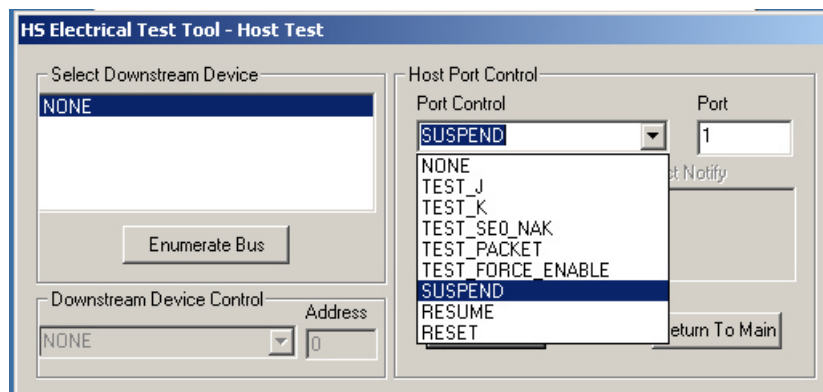 HS Electrical Test Tool - Host Test
Select Downstream Device
NONE
Enumerate Bus
Downstream Device Control
Address
NONE
0
Host Port Control
Port Control
Port
SUSPEND
1
NONE
TEST_J
TEST_K
TEST_SE0_NAK
TEST_PACKET
TEST_FORCE_ENABLE
SUSPEND
RESUME
RESET
Notify
To Main